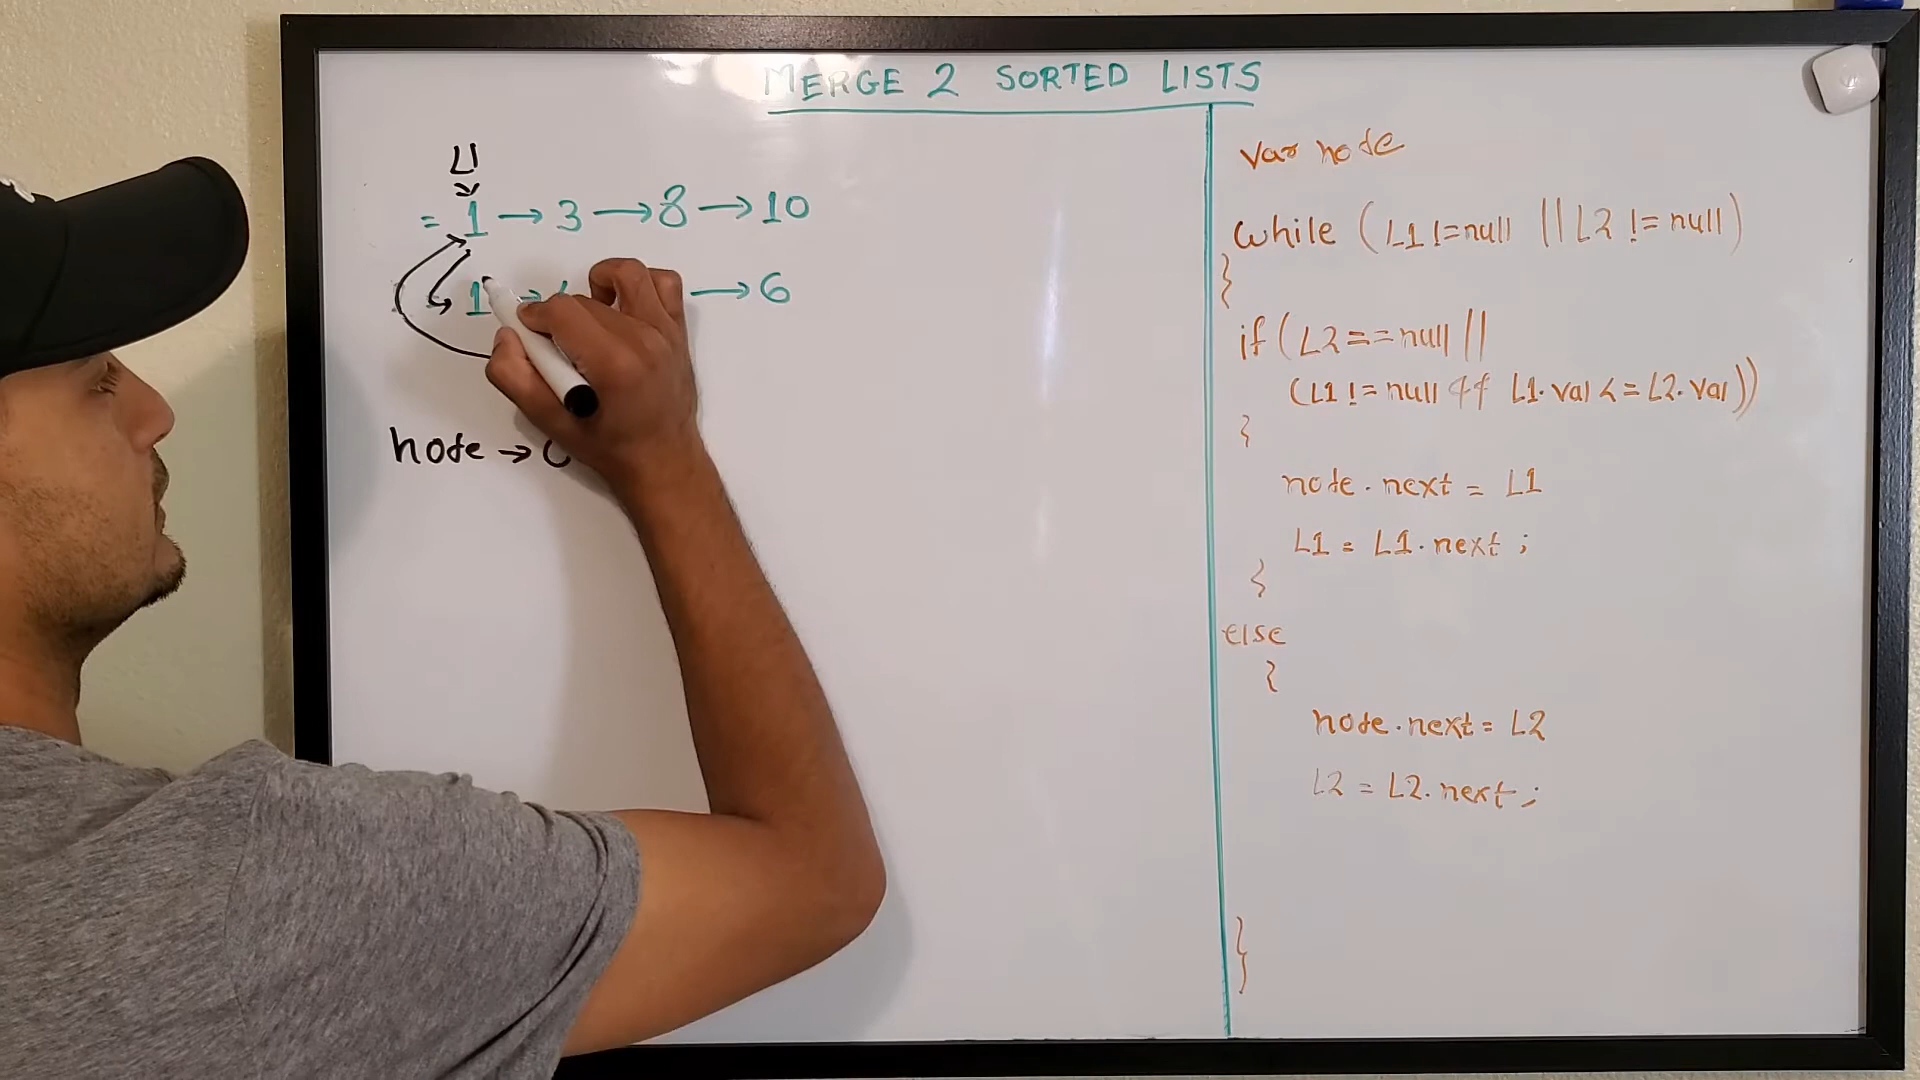 MERGE 2 SORTED LISTS
L1
= 1 → 3 → 8 → 10
1 → → 6
node →
var node
while (L1 != null || L2 != null)
{
if (L2 == null ||
(L1 != null && L1.val <= L2.val))
{
node.next = L1
L1 = L1.next ;
}
else
{
node.next = L2
L2 = L2.next ;
}